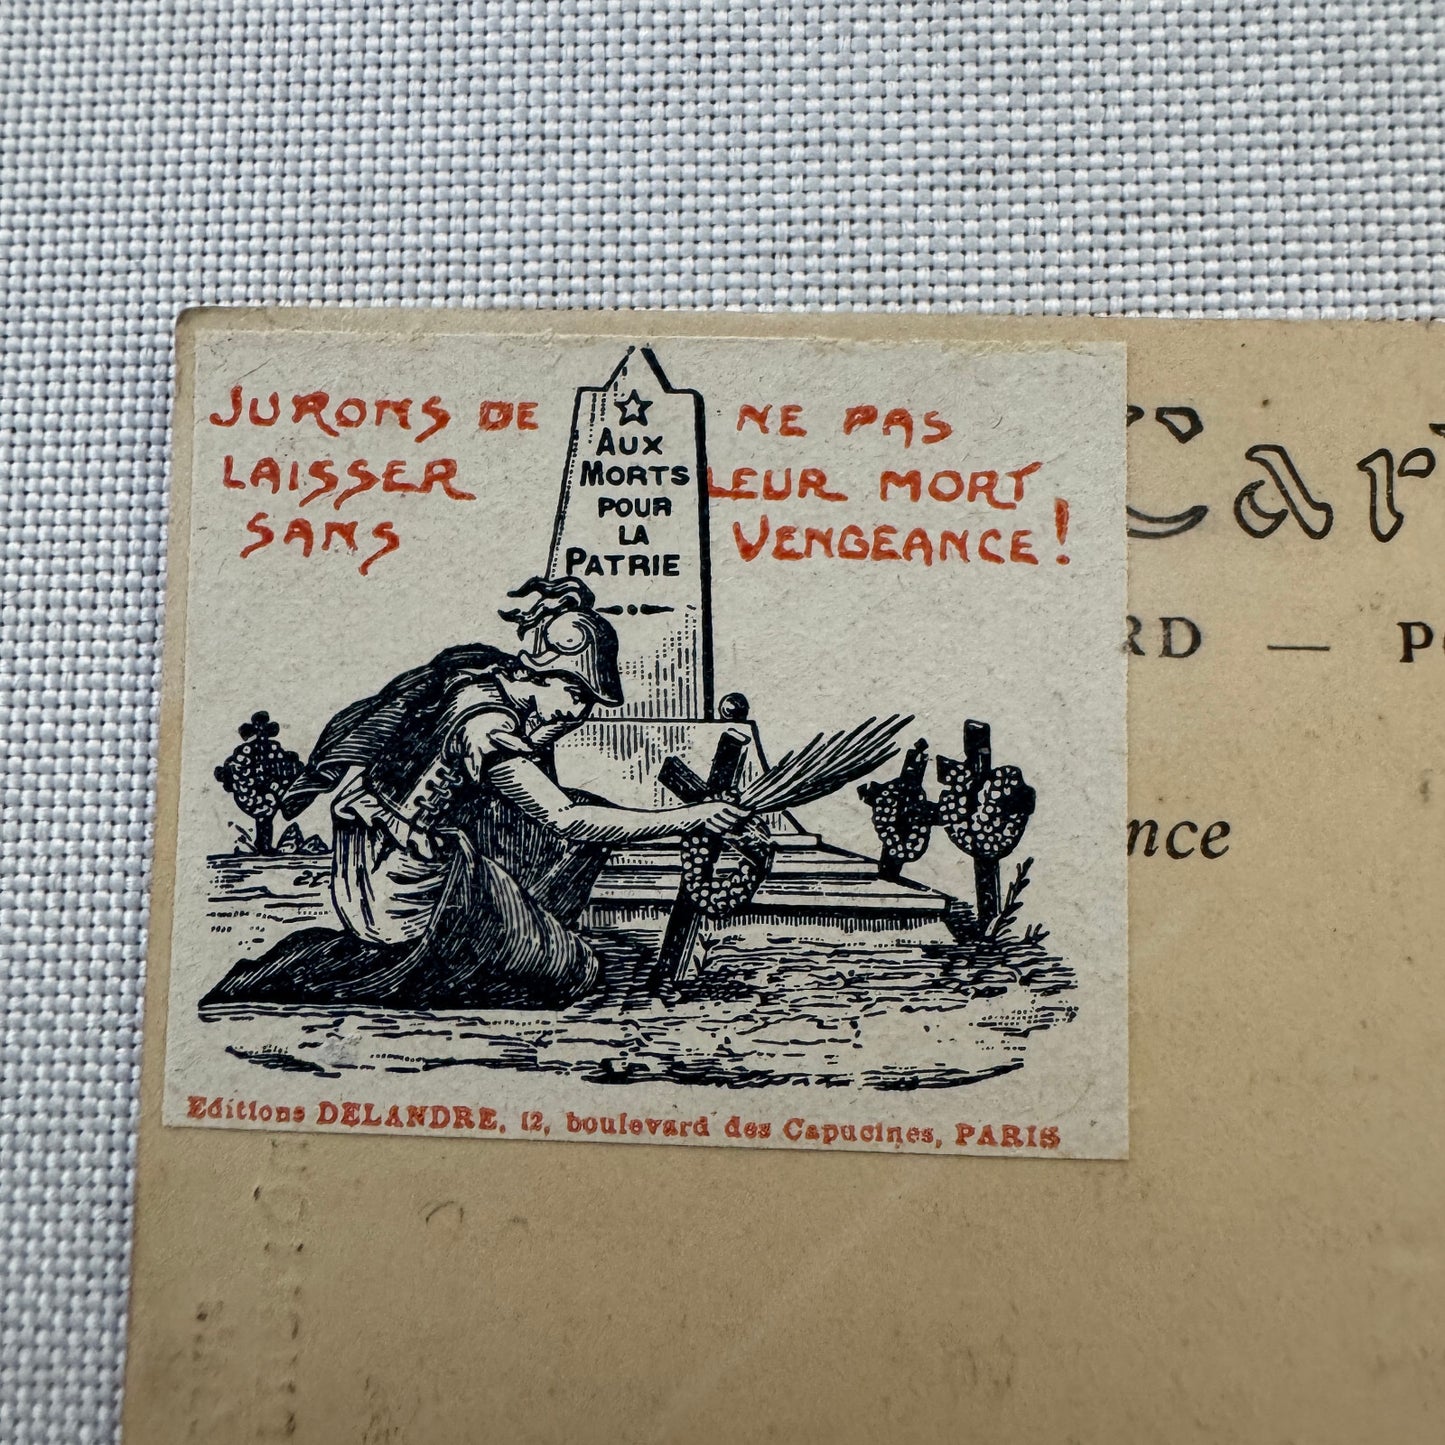 JURONS DE NE PAS
LAISSER LEUR MORT
SANS VENGEANCE !
AUX
MORTS
POUR
LA
PATRIE
Editions DELANDRE, 12, boulevard des Capucines, PARIS
Car
RD — P
nce